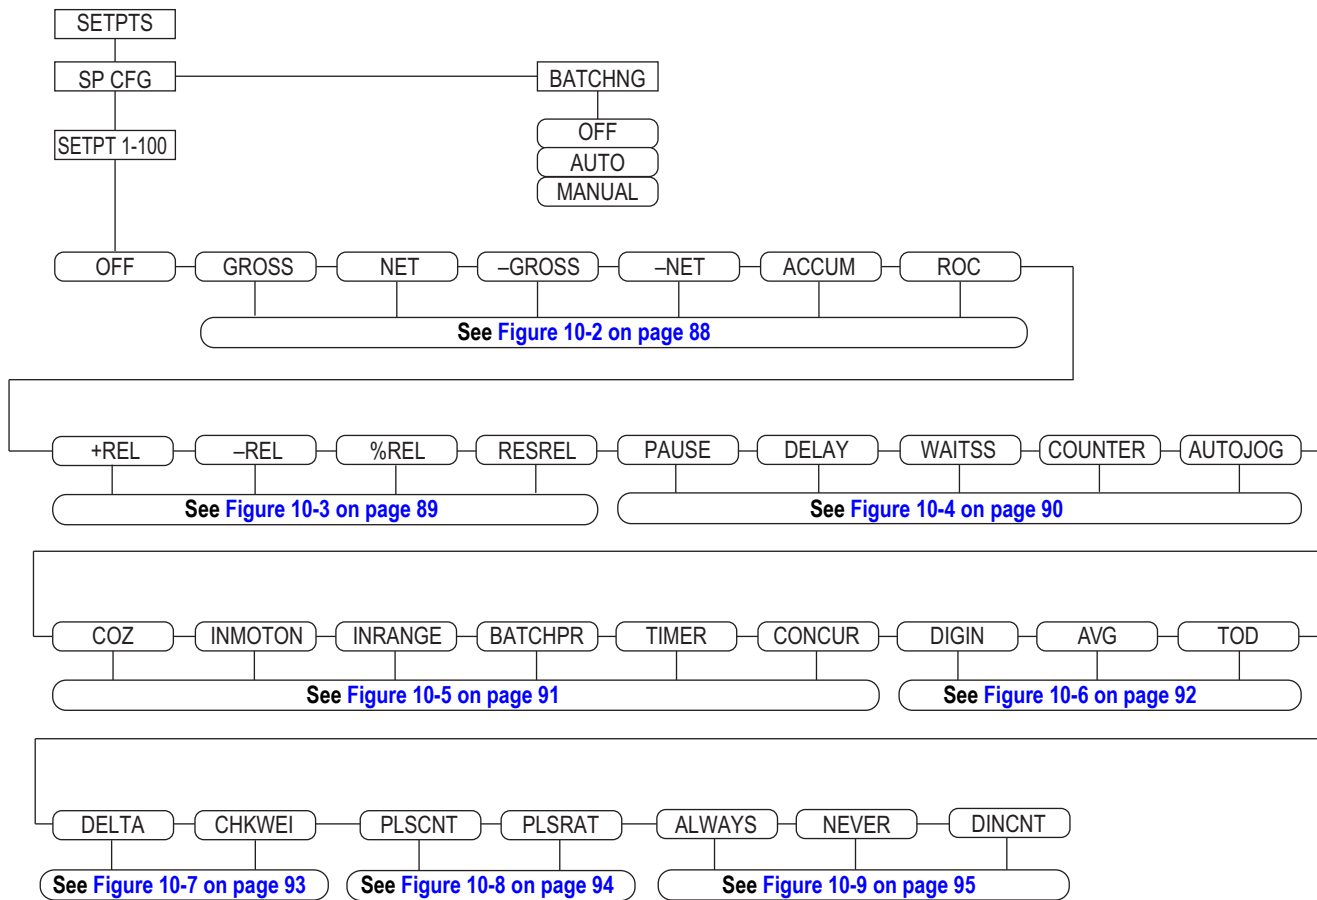 SETPTS
SP CFG
BATCHNG
SETPT 1-100
OFF
AUTO
MANUAL
OFF
GROSS
NET
–GROSS
–NET
ACCUM
ROC
See Figure 10-2 on page 88
+REL
–REL
%REL
RESREL
PAUSE
DELAY
WAITSS
COUNTER
AUTOJOG
See Figure 10-3 on page 89
See Figure 10-4 on page 90
COZ
INMOTON
INRANGE
BATCHPR
TIMER
CONCUR
DIGIN
AVG
TOD
See Figure 10-5 on page 91
See Figure 10-6 on page 92
DELTA
CHKWEI
PLSCNT
PLSRAT
ALWAYS
NEVER
DINCNT
See Figure 10-7 on page 93
See Figure 10-8 on page 94
See Figure 10-9 on page 95